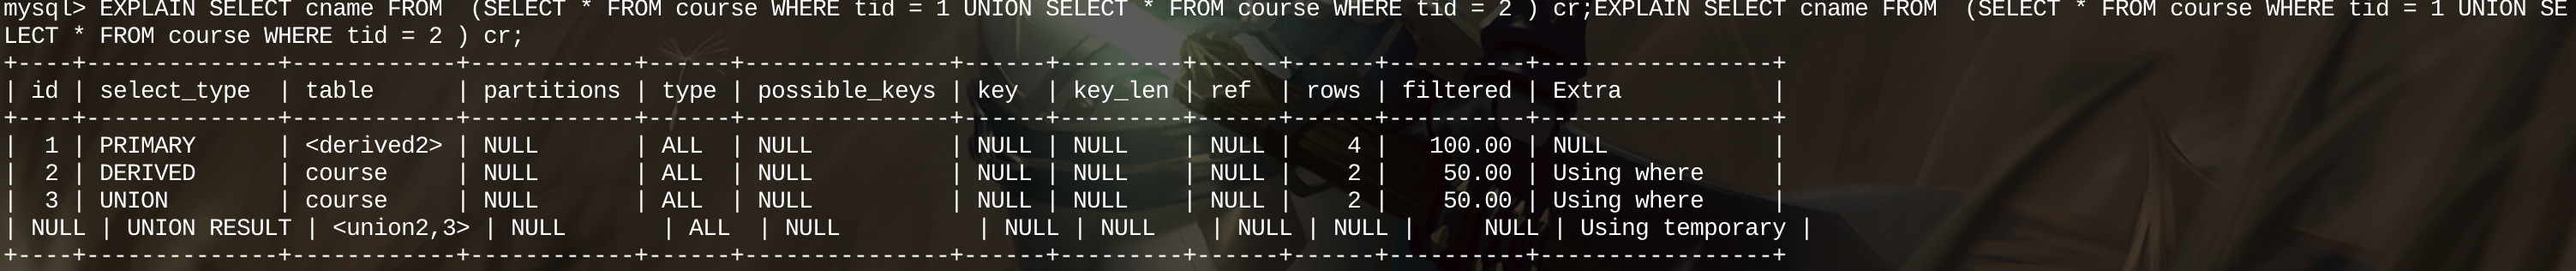 mysql> EXPLAIN SELECT cname FROM  (SELECT * FROM course WHERE tid = 1 UNION SELECT * FROM course WHERE tid = 2 ) cr;EXPLAIN SELECT cname FROM  (SELECT * FROM course WHERE tid = 1 UNION SE
LECT * FROM course WHERE tid = 2 ) cr;
+----+--------------+------------+------------+------+---------------+------+---------+------+------+----------+-----------------+
| id | select_type  | table      | partitions | type | possible_keys | key  | key_len | ref  | rows | filtered | Extra           |
+----+--------------+------------+------------+------+---------------+------+---------+------+------+----------+-----------------+
|  1 | PRIMARY      | <derived2> | NULL       | ALL  | NULL          | NULL | NULL    | NULL |    4 |   100.00 | NULL            |
|  2 | DERIVED      | course     | NULL       | ALL  | NULL          | NULL | NULL    | NULL |    2 |    50.00 | Using where     |
|  3 | UNION        | course     | NULL       | ALL  | NULL          | NULL | NULL    | NULL |    2 |    50.00 | Using where     |
| NULL | UNION RESULT | <union2,3> | NULL       | ALL  | NULL          | NULL | NULL    | NULL | NULL |     NULL | Using temporary |
+----+--------------+------------+------------+------+---------------+------+---------+------+------+----------+-----------------+